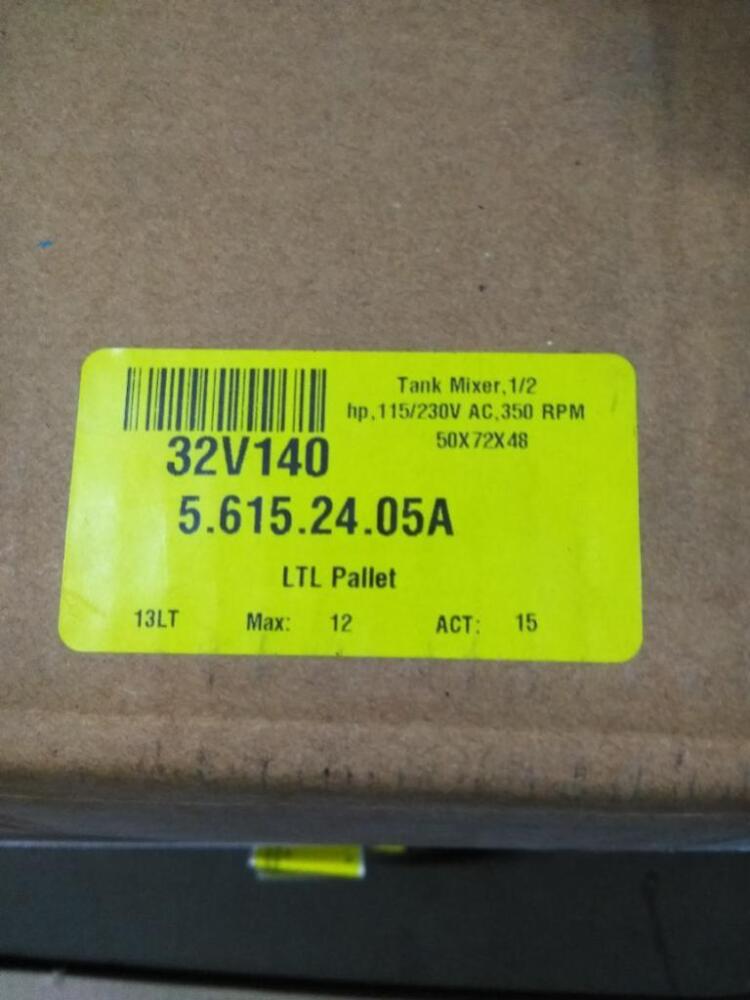 Tank Mixer,1/2
hp,115/230V AC,350 RPM
50X72X48
32V140
5.615.24.05A
LTL Pallet
13LT Max: 12 ACT: 15